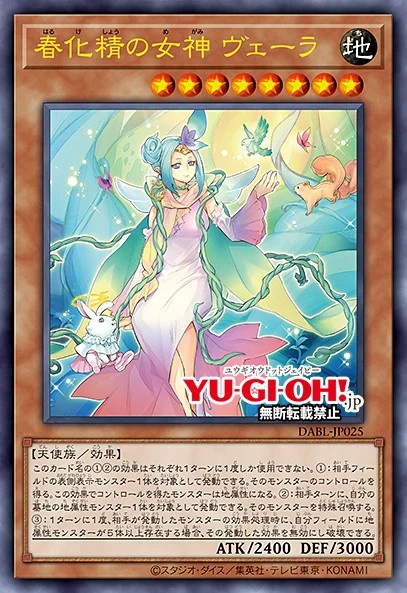 春化精の女神 ヴェーラ
地
ユウギオウドットジェイピー
YU-GI-OH!.jp
無断転載禁止
DABL-JP025
【天使族／効果】
このカード名の①②の効果はそれぞれ1ターンに1度しか使用できない。①：相手フィー
ルドの表側表示モンスター1体を対象として発動できる。そのモンスターのコントロールを
得る。この効果でコントロールを得たモンスターは地属性になる。②：相手ターンに、自分の
墓地の地属性モンスター1体を対象として発動できる。そのモンスターを特殊召喚する。
③：1ターンに1度、相手が発動したモンスターの効果処理時に、自分フィールドに地
属性モンスターが5体以上存在する場合、その発動した効果を無効にし破壊できる。
ATK/2400 DEF/3000
©スタジオ・ダイス／集英社・テレビ東京・KONAMI